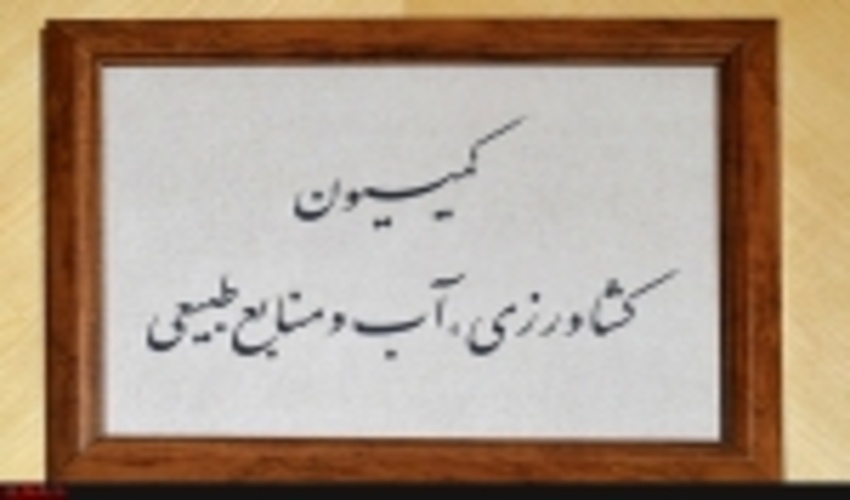 کمیسیون
کشاورزی، آب و منابع طبیعی